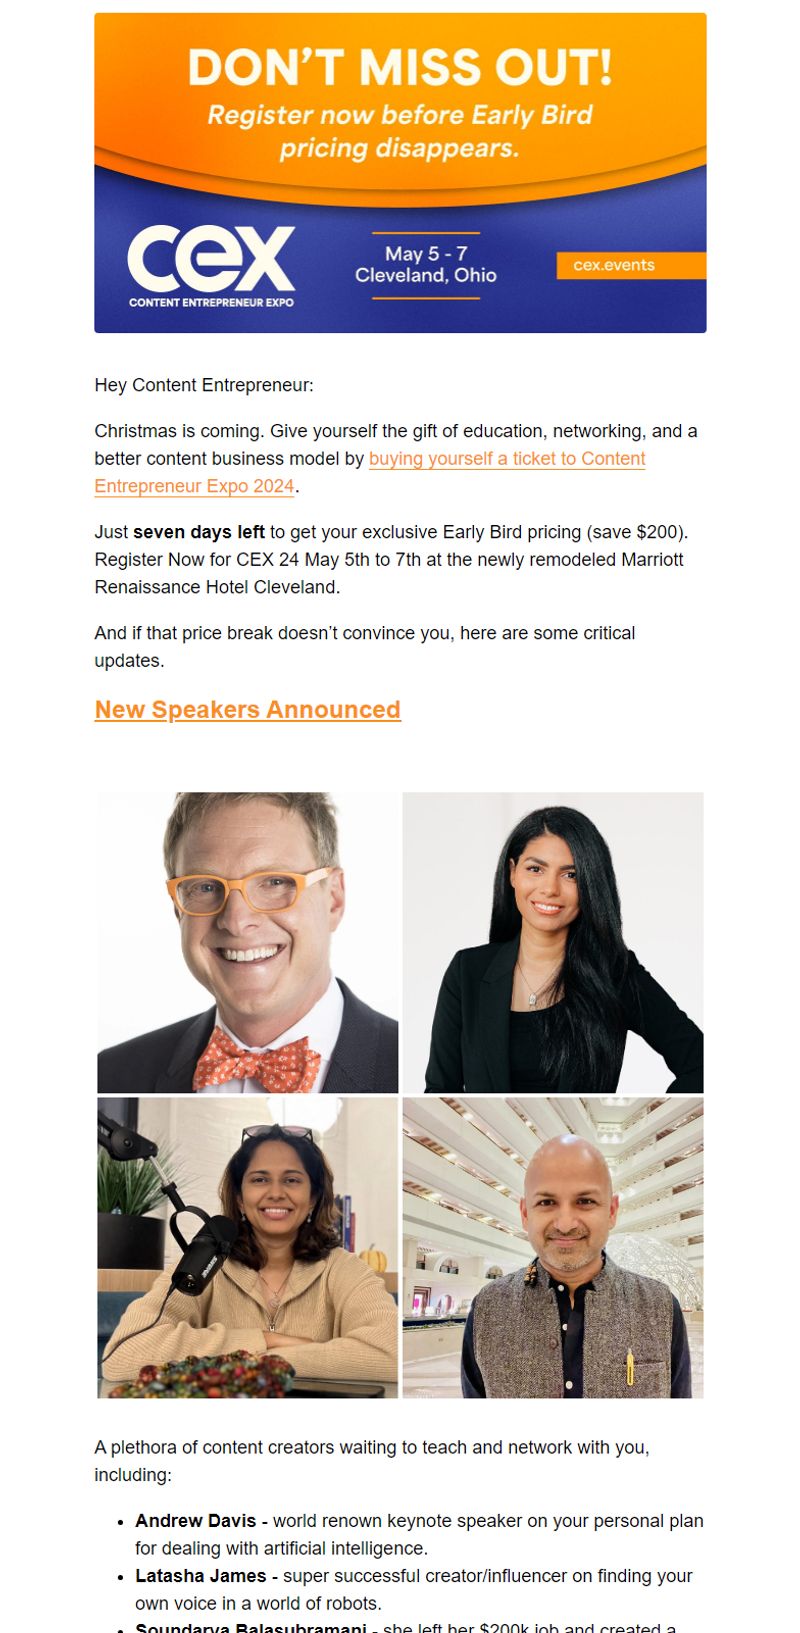 DON'T MISS OUT!
Register now before Early Bird
pricing disappears.
cex
CONTENT ENTREPRENEUR EXPO
May 5 - 7
Cleveland, Ohio
cex.events
Hey Content Entrepreneur:
Christmas is coming. Give yourself the gift of education, networking, and a
better content business model by buying yourself a ticket to Content
Entrepreneur Expo 2024.
Just seven days left to get your exclusive Early Bird pricing (save $200).
Register Now for CEX 24 May 5th to 7th at the newly remodeled Marriott
Renaissance Hotel Cleveland.
And if that price break doesn’t convince you, here are some critical
updates.
New Speakers Announced
A plethora of content creators waiting to teach and network with you,
including:
• Andrew Davis - world renown keynote speaker on your personal plan
for dealing with artificial intelligence.
• Latasha James - super successful creator/influencer on finding your
own voice in a world of robots.
• Soundarya Balasubramani - she left her $200k job and created a